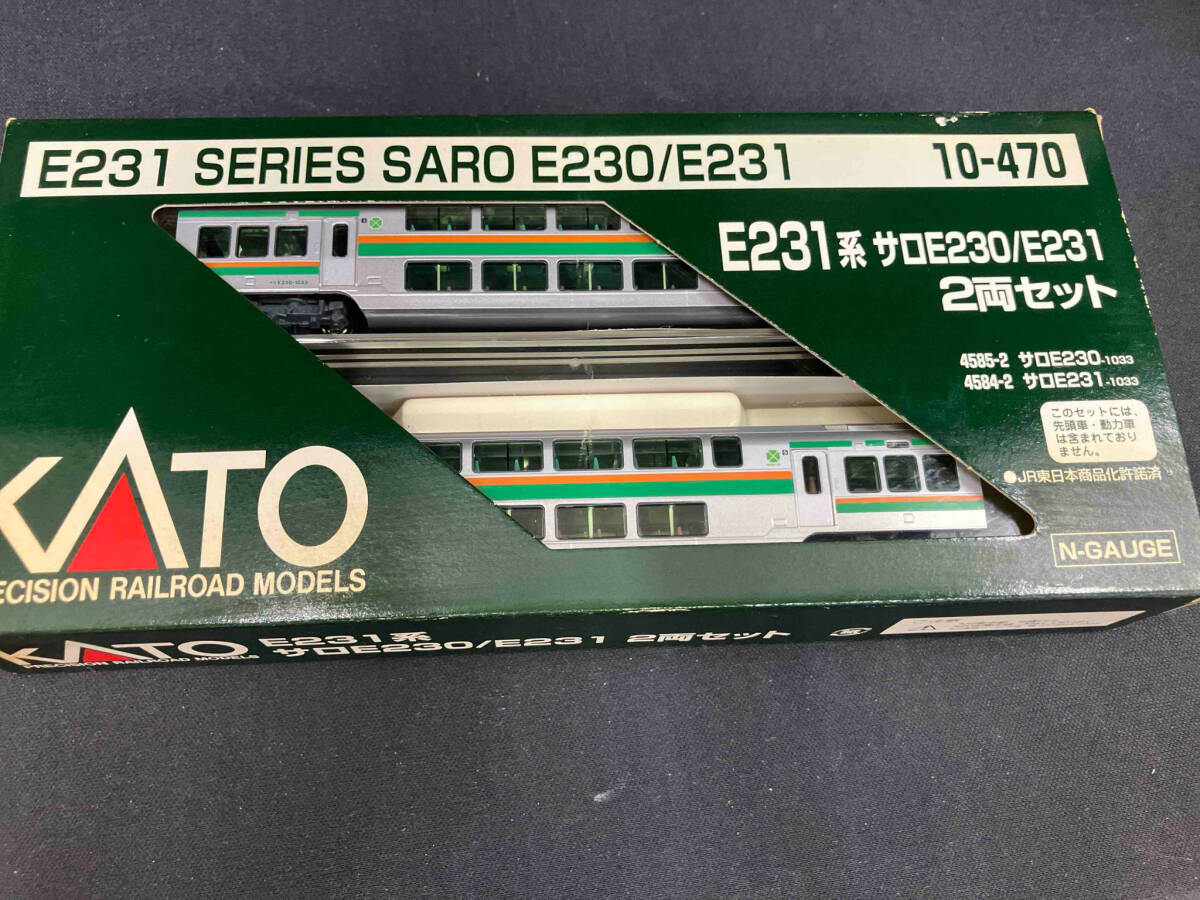 E231 SERIES SARO E230/E231 10-470
E231系 サロE230/E231
2両セット
4585-2 サロE230-1033
4584-2 サロE231-1033
このセットには、
先頭車・動力車
は含まれており
ません。
●JR東日本商品化許諾済
N-GAUGE
KATO
ECISION RAILROAD MODELS
KATO
PRECISION RAILROAD MODELS
E231系
サロE230/E231 2両セット